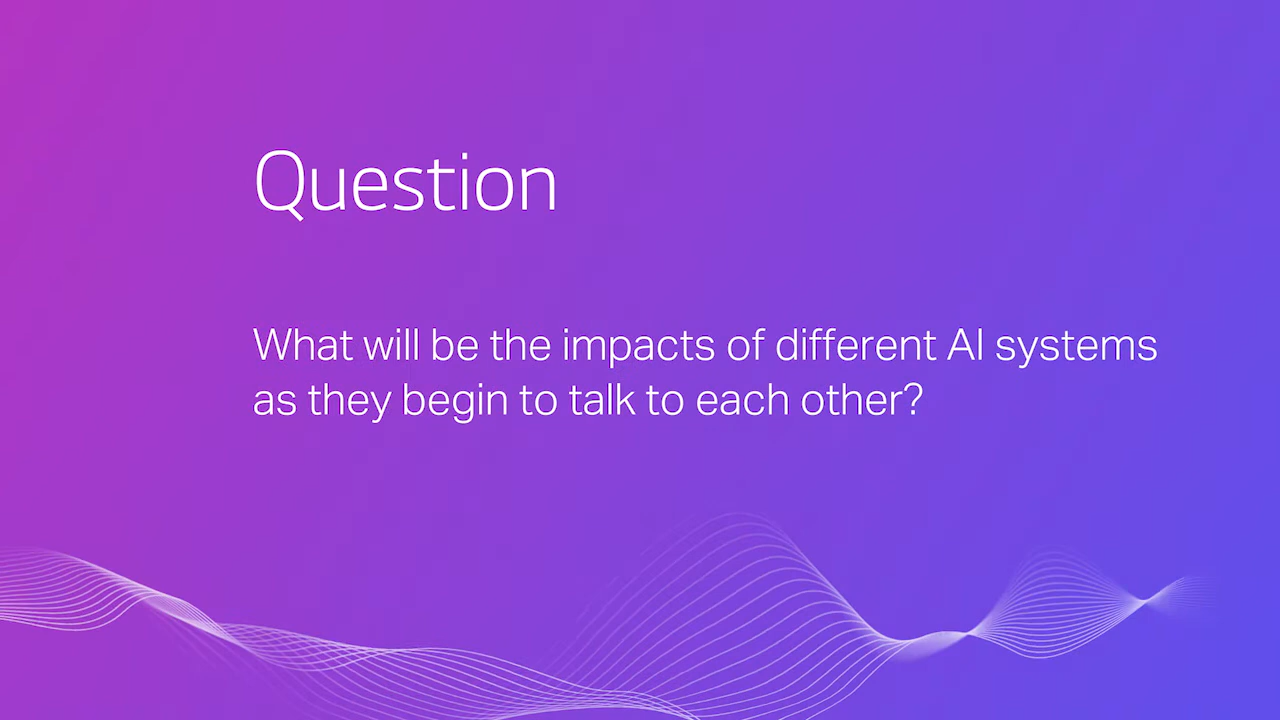 Question
What will be the impacts of different AI systems
as they begin to talk to each other?